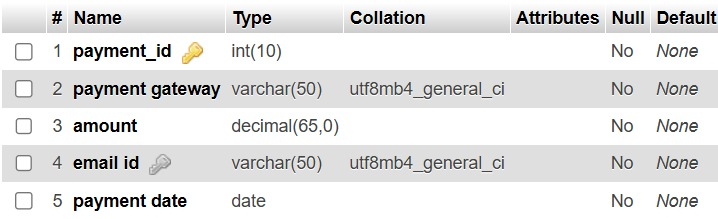 # Name Type Collation Attributes Null Default
1 payment_id int(10) No None
2 payment gateway varchar(50) utf8mb4_general_ci No None
3 amount decimal(65,0) No None
4 email id varchar(50) utf8mb4_general_ci No None
5 payment date date No None